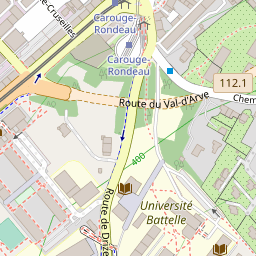 Carouge-
Rondeau
-Cruseilles
Carouge-
Rondeau
112.1
Route du Val-d'Arve
Chem
400
Route de Drize
Université
Battelle